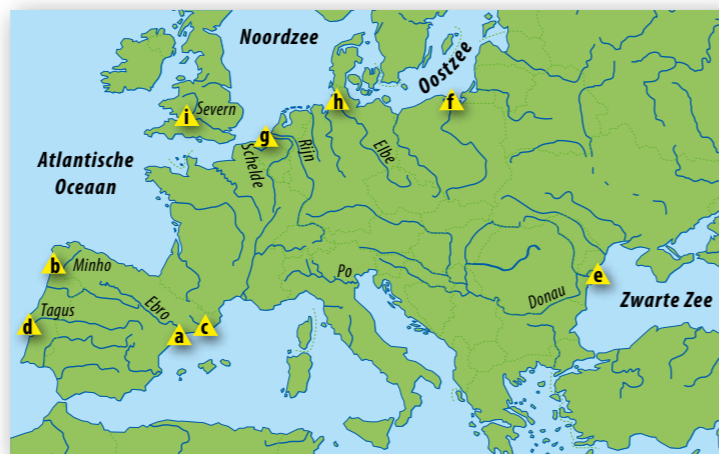 Noordzee
Oostzee
h
f
Severn
i
g
Schelde
Rijn
Elbe
Atlantische
Oceaan
b
Minho
Po
Donau
e
Zwarte Zee
Tagus
d
Ebro
a
c